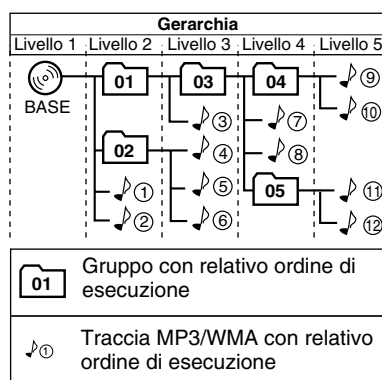 Gerarchia
Livello 1 Livello 2 Livello 3 Livello 4 Livello 5
01 03 04 ⑨
BASE ⑩
③ ⑦
02 ④ ⑧
① ⑤ 05 ⑪
② ⑥ ⑫
01 Gruppo con relativo ordine di
esecuzione
① Traccia MP3/WMA con relativo
ordine di esecuzione